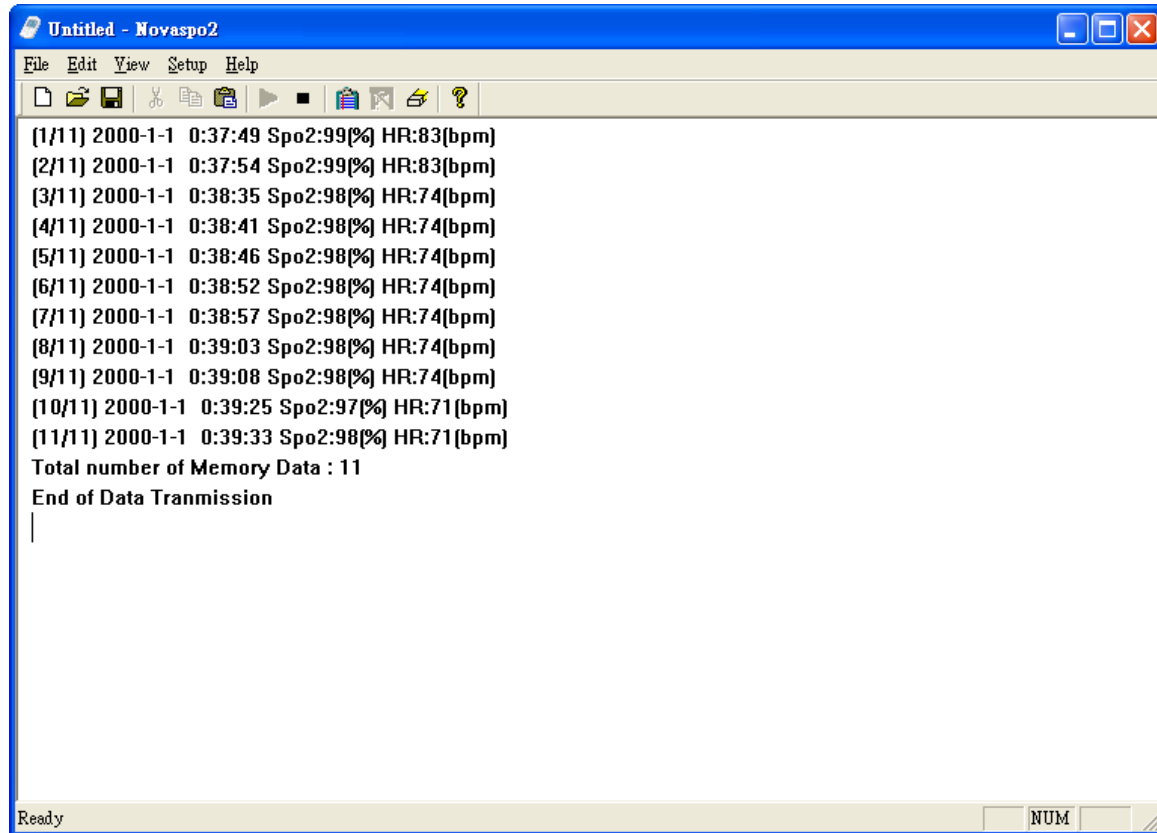 Untitled - Novaspo2
File Edit View Setup Help
(1/11) 2000-1-1 0:37:49 Spo2:99(%) HR:83(bpm)
(2/11) 2000-1-1 0:37:54 Spo2:99(%) HR:83(bpm)
(3/11) 2000-1-1 0:38:35 Spo2:98(%) HR:74(bpm)
(4/11) 2000-1-1 0:38:41 Spo2:98(%) HR:74(bpm)
(5/11) 2000-1-1 0:38:46 Spo2:98(%) HR:74(bpm)
(6/11) 2000-1-1 0:38:52 Spo2:98(%) HR:74(bpm)
(7/11) 2000-1-1 0:38:57 Spo2:98(%) HR:74(bpm)
(8/11) 2000-1-1 0:39:03 Spo2:98(%) HR:74(bpm)
(9/11) 2000-1-1 0:39:08 Spo2:98(%) HR:74(bpm)
(10/11) 2000-1-1 0:39:25 Spo2:97(%) HR:71(bpm)
(11/11) 2000-1-1 0:39:33 Spo2:98(%) HR:71(bpm)
Total number of Memory Data : 11
End of Data Tranmission
Ready NUM